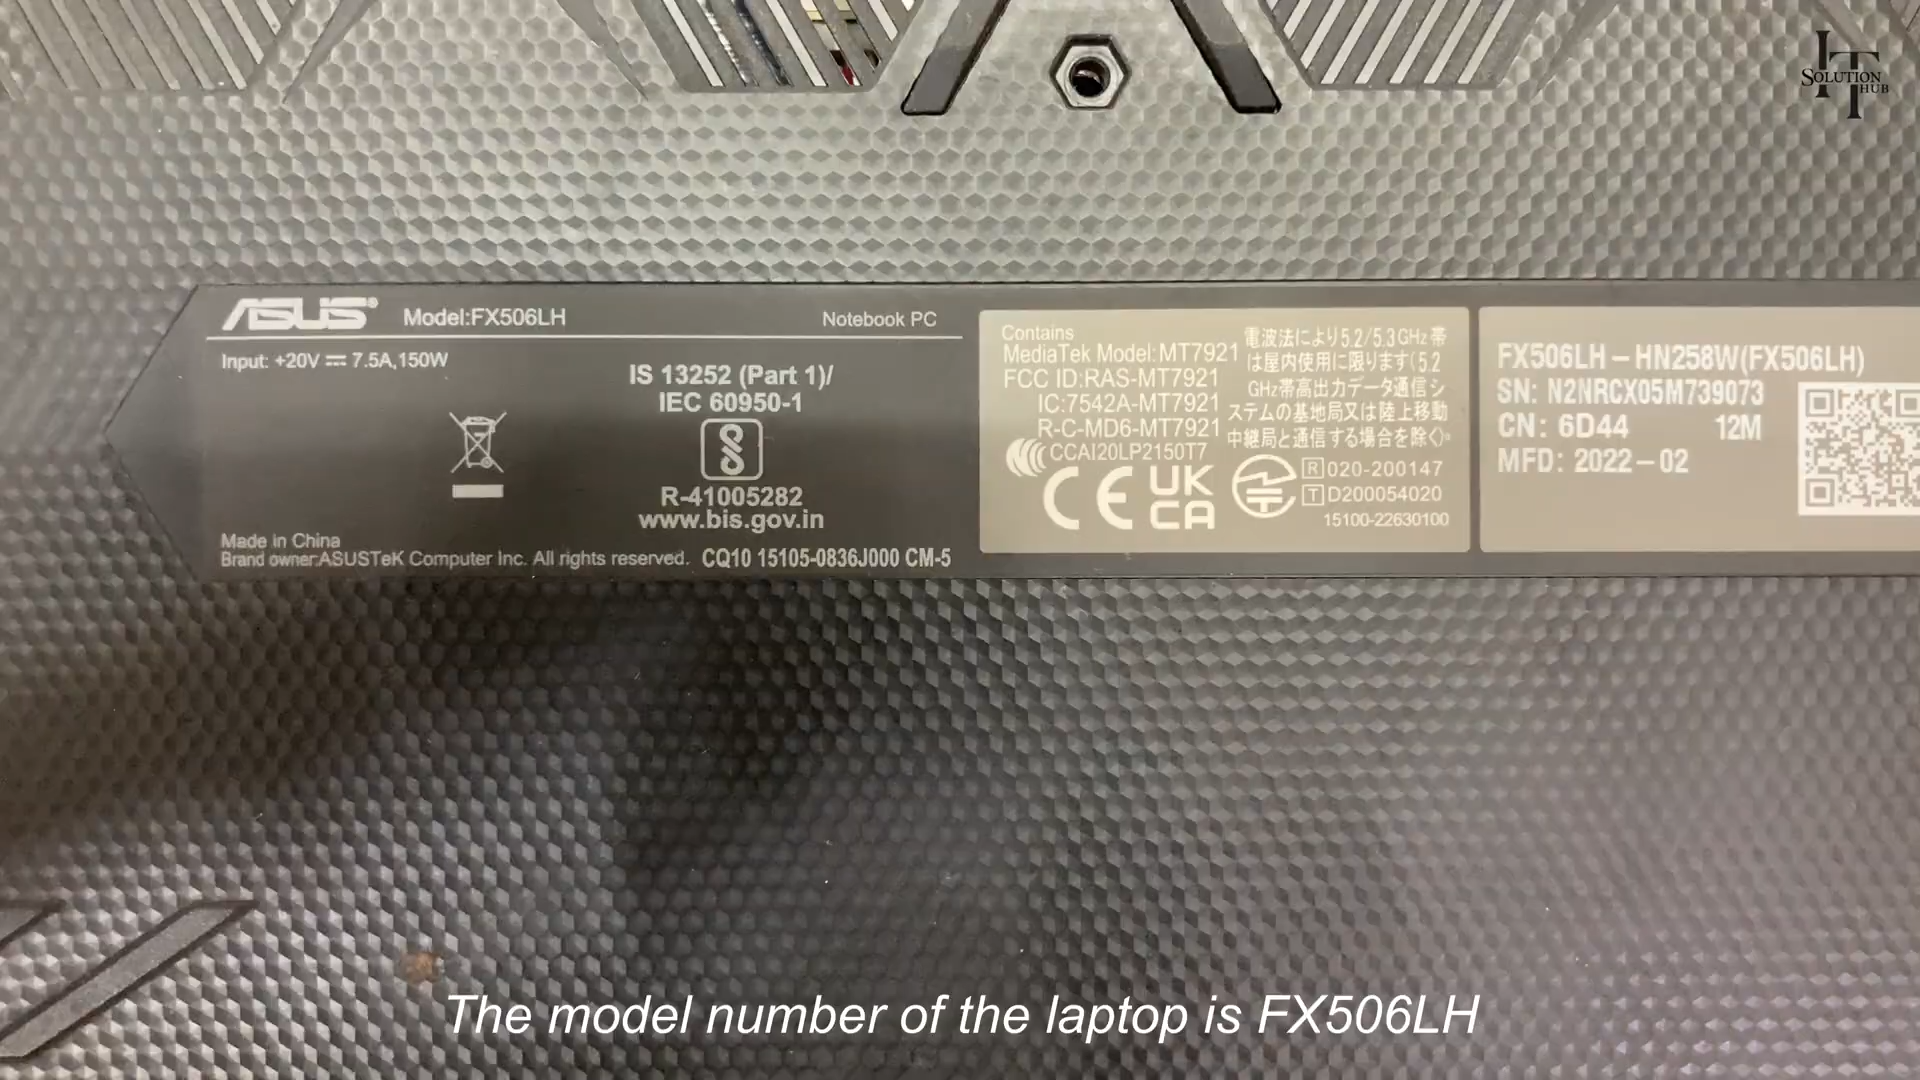 IT
SOLUTION
HUB
ASUS® Model:FX506LH Notebook PC
Input: +20V ⎓ 7.5A,150W
IS 13252 (Part 1)/
IEC 60950-1
R-41005282
www.bis.gov.in
Made in China
Brand owner:ASUSTeK Computer Inc. All rights reserved. CQ10 15105-0836J000 CM-5
Contains
MediaTek Model:MT7921
FCC ID:RAS-MT7921
IC:7542A-MT7921
R-C-MD6-MT7921
CCAI20LP2150T7
CE UK
CA
電波法により5.2/5.3GHz帯
は屋内使用に限ります(5.2
GHz帯高出力データ通信シ
ステムの基地局又は陸上移動
中継局と通信する場合を除く)。
R 020-200147
T D200054020
15100-22630100
FX506LH-HN258W(FX506LH)
SN: N2NRCX05M739073
CN: 6D44 12M
MFD: 2022-02
The model number of the laptop is FX506LH